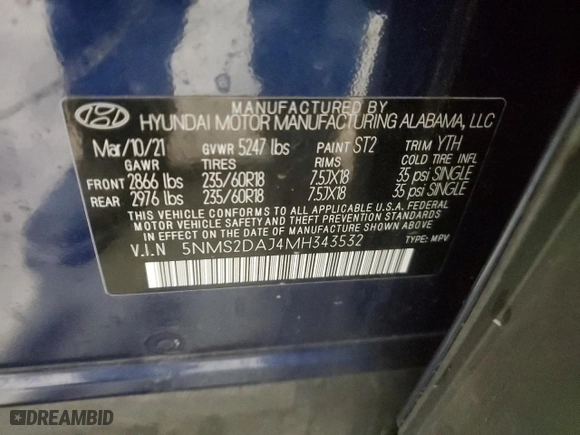 MANUFACTURED BY
HYUNDAI MOTOR MANUFACTURING ALABAMA, LLC
Mar/10/21 GVWR 5247 lbs PAINT ST2 TRIM YTH
GAWR TIRES RIMS COLD TIRE INFL
FRONT 2866 lbs 235/60R18 7.5JX18 35 psi SINGLE
REAR 2976 lbs 235/60R18 7.5JX18 35 psi SINGLE
THIS VEHICLE CONFORMS TO ALL APPLICABLE U.S.A. FEDERAL
MOTOR VEHICLE SAFETY AND THEFT PREVENTION STANDARDS
IN EFFECT ON THE DATE OF MANUFACTURE SHOWN ABOVE.
V.I.N 5NMS2DAJ4MH343532 TYPE: MPV
DREAMBID